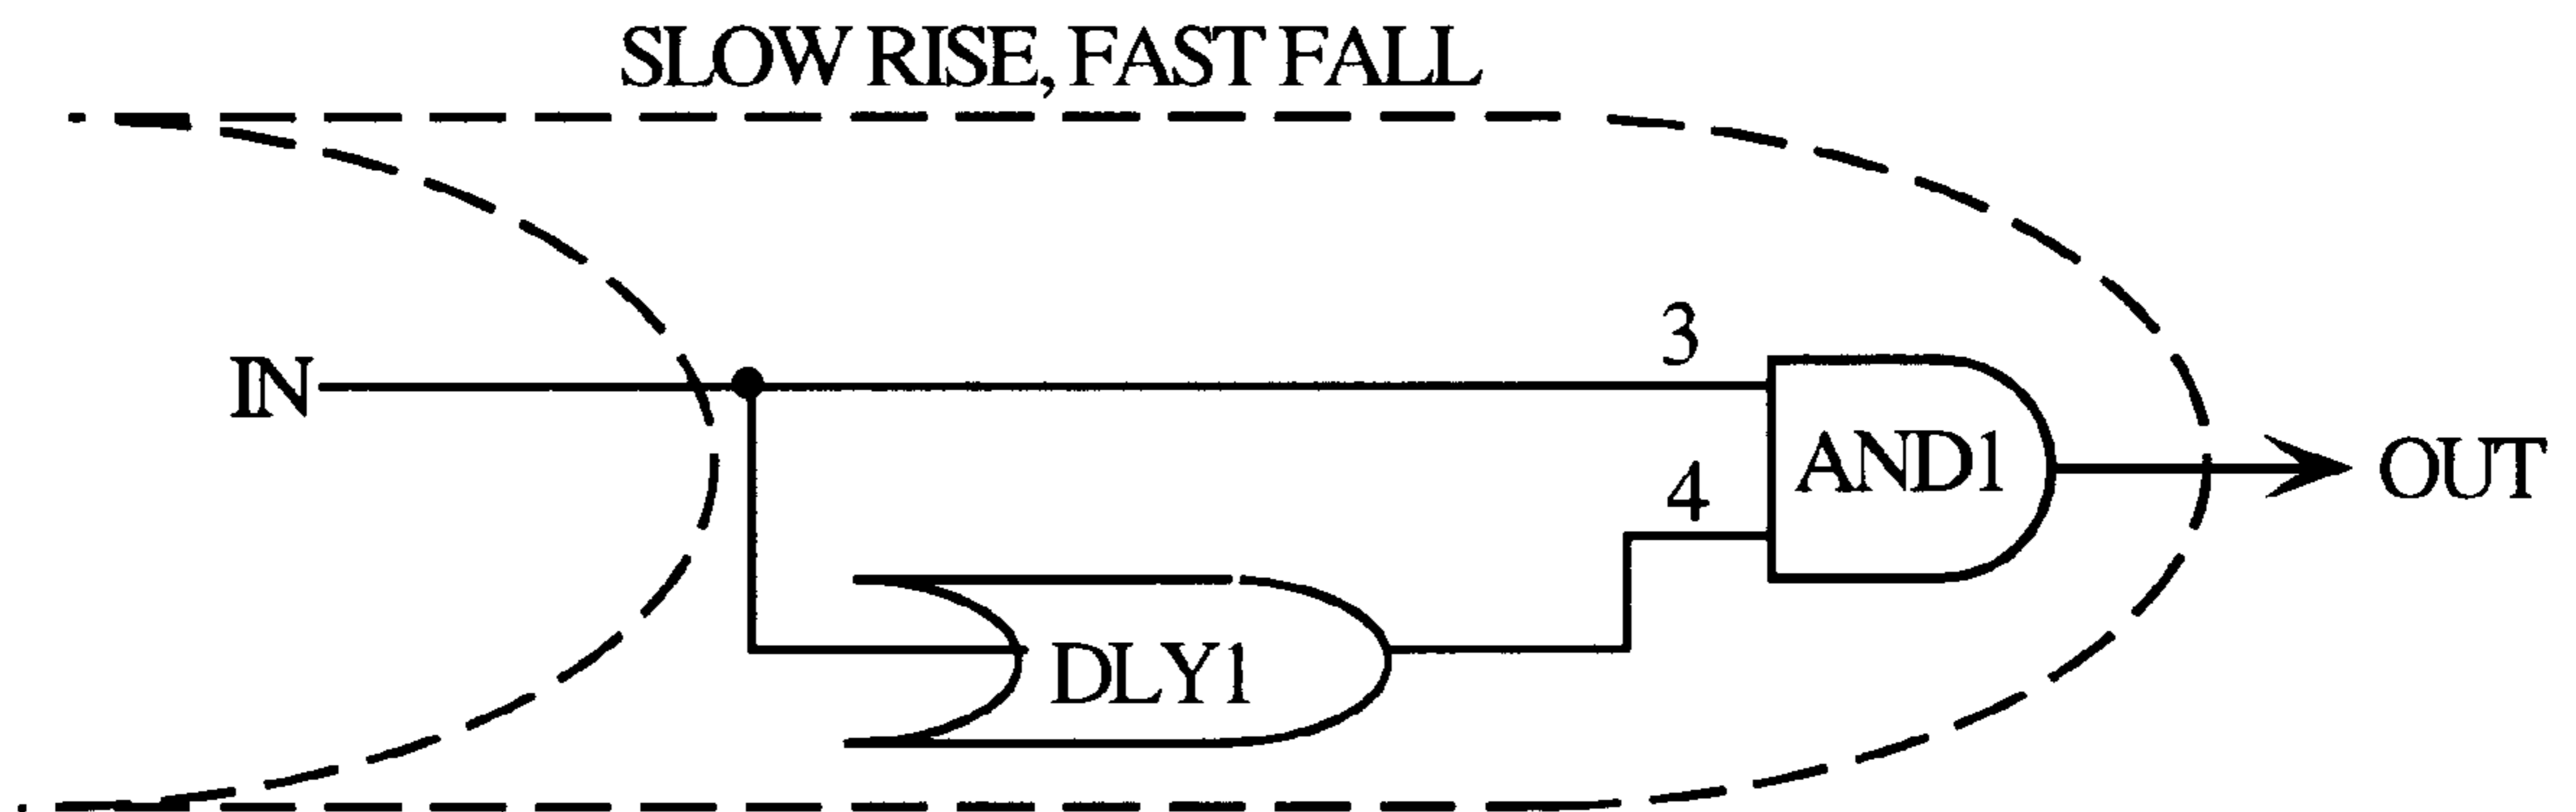 SLOW RISE, FAST FALL
3
IN
AND1
OUT
4
DLY1